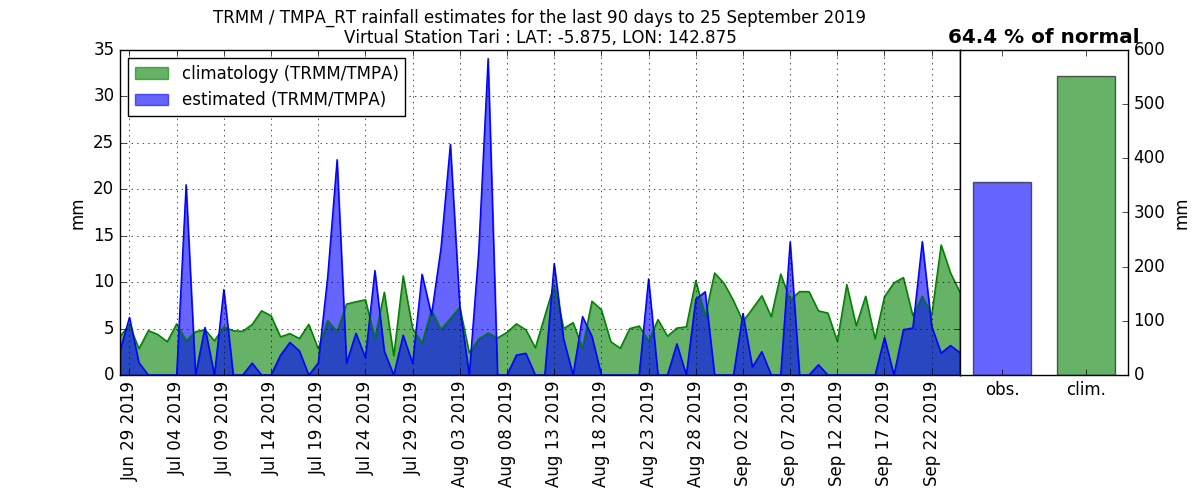 TRMM / TMPA_RT rainfall estimates for the last 90 days to 25 September 2019
Virtual Station Tari : LAT: -5.875, LON: 142.875
64.4 % of normal
climatology (TRMM/TMPA)
estimated (TRMM/TMPA)
35
30
25
20
15
10
5
0
mm
Jun 29 2019
Jul 04 2019
Jul 09 2019
Jul 14 2019
Jul 19 2019
Jul 24 2019
Jul 29 2019
Aug 03 2019
Aug 08 2019
Aug 13 2019
Aug 18 2019
Aug 23 2019
Aug 28 2019
Sep 02 2019
Sep 07 2019
Sep 12 2019
Sep 17 2019
Sep 22 2019
obs.
clim.
600
500
400
300
200
100
0
mm